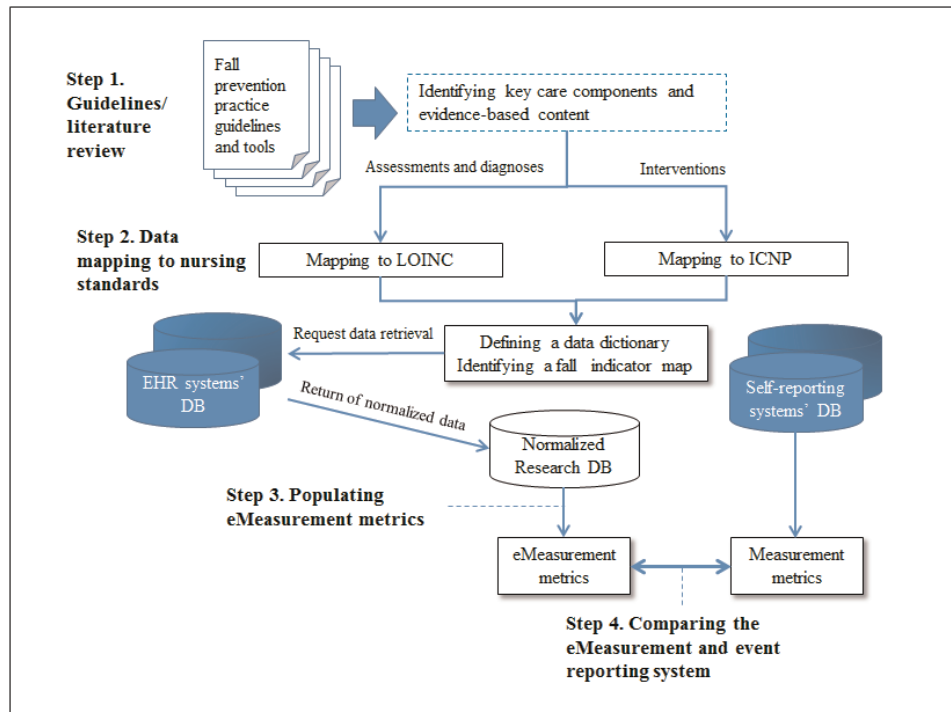 Step 1.
Guidelines/
literature
review
Fall
prevention
practice
guidelines
and tools
Identifying key care components and
evidence-based content
Assessments and diagnoses
Interventions
Step 2. Data
mapping to nursing
standards
Mapping to LOINC
Mapping to ICNP
Request data retrieval
Defining a data dictionary
Identifying a fall indicator map
EHR systems'
DB
Self-reporting
systems' DB
Return of normalized data
Normalized
Research DB
Step 3. Populating
eMeasurement metrics
eMeasurement
metrics
Measurement
metrics
Step 4. Comparing the
eMeasurement and event
reporting system